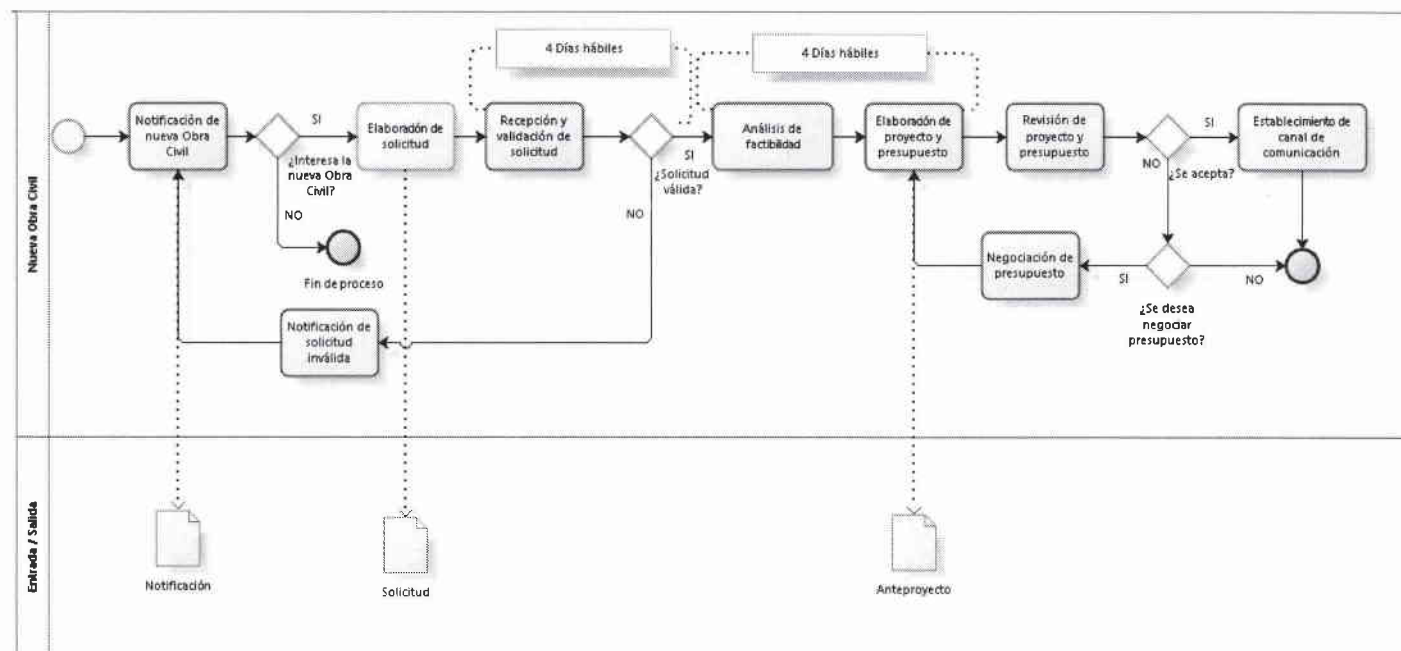 Nueva Obra Civil
4 Días hábiles
4 Días hábiles
Notificación de
nueva Obra
Civil
SI
¿Interesa la
nueva Obra
Civil?
NO
Fin de proceso
Elaboración de
solicitud
Recepción y
validación de
solicitud
SI
¿Solicitud
válida?
NO
Notificación de
solicitud
inválida
Análisis de
factibilidad
Elaboración de
proyecto y
presupuesto
Revisión de
proyecto y
presupuesto
SI
NO
¿Se acepta?
Establecimiento de
canal de
comunicación
Negociación de
presupuesto
SI
NO
¿Se desea
negociar
presupuesto?
Entrada / Salida
Notificación
Solicitud
Anteproyecto